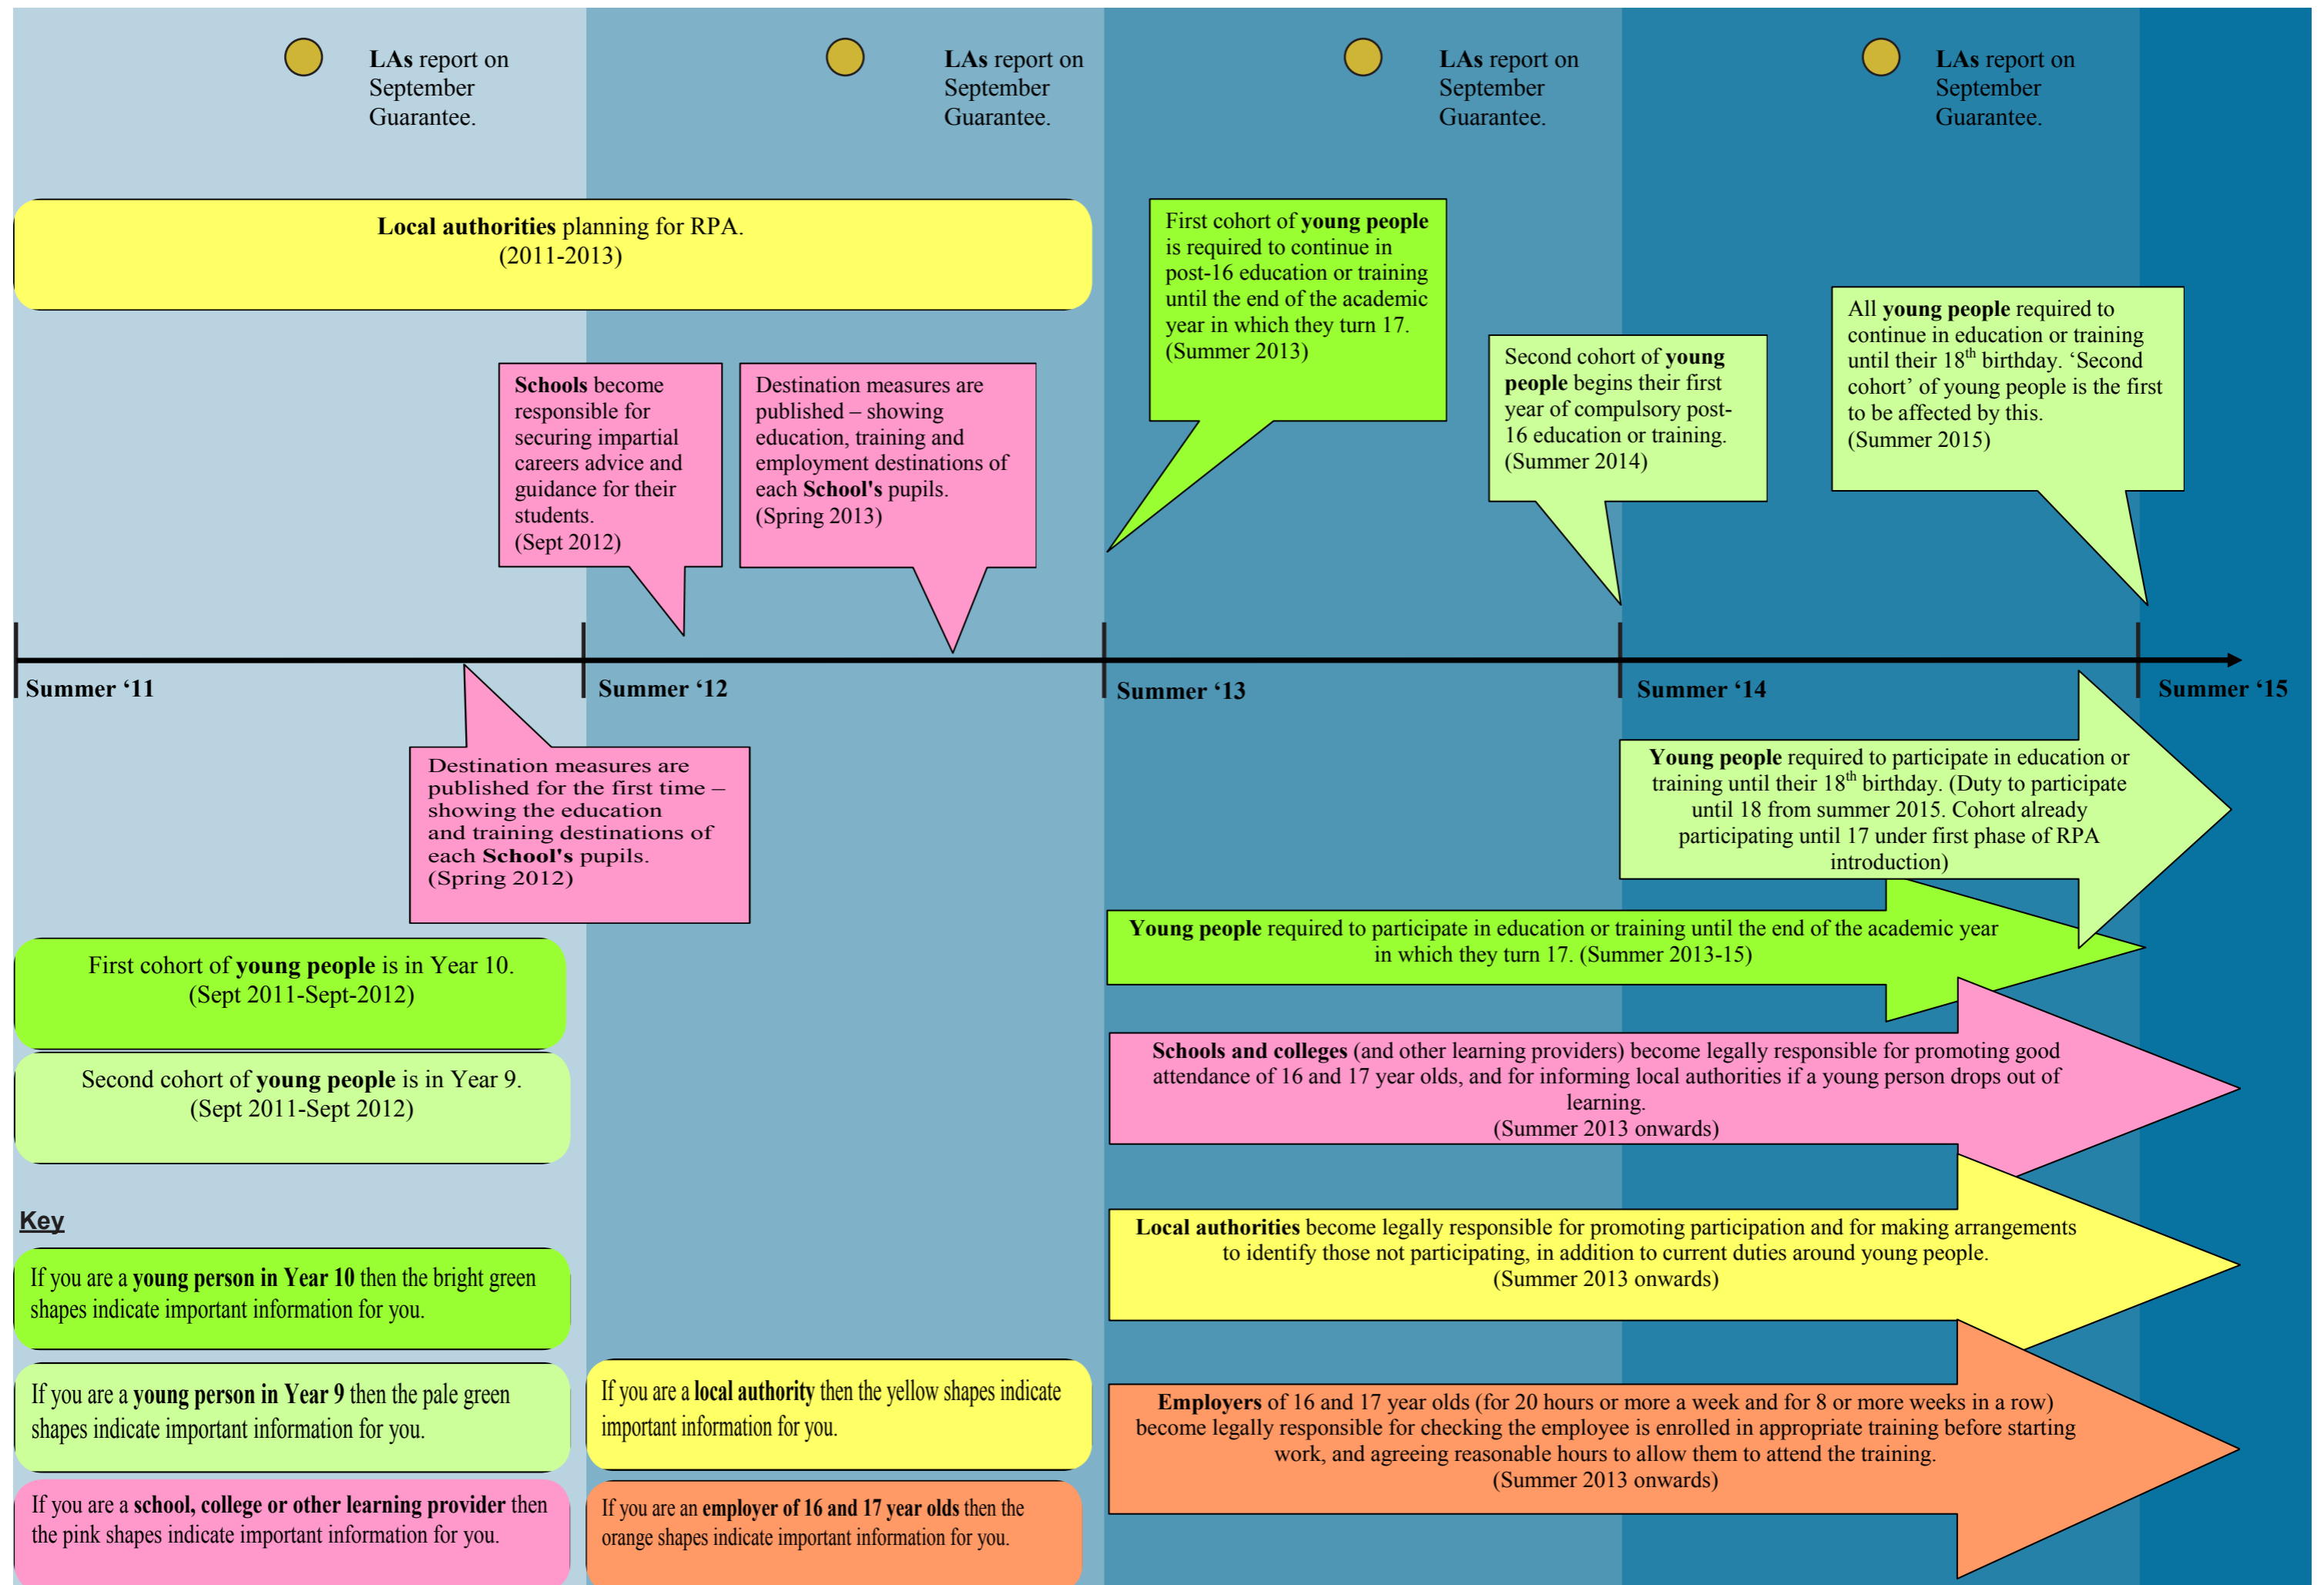 LAs report on
September
Guarantee.
LAs report on
September
Guarantee.
LAs report on
September
Guarantee.
LAs report on
September
Guarantee.
Local authorities planning for RPA.
(2011-2013)
First cohort of young people
is required to continue in
post-16 education or training
until the end of the academic
year in which they turn 17.
(Summer 2013)
All young people required to
continue in education or training
until their 18th birthday. ‘Second
cohort’ of young people is the first
to be affected by this.
(Summer 2015)
Second cohort of young
people begins their first
year of compulsory post-
16 education or training.
(Summer 2014)
Schools become
responsible for
securing impartial
careers advice and
guidance for their
students.
(Sept 2012)
Destination measures are
published – showing
education, training and
employment destinations of
each School's pupils.
(Spring 2013)
Summer ‘11
Summer ‘12
Summer ‘13
Summer ‘14
Summer ‘15
Destination measures are
published for the first time –
showing the education
and training destinations of
each School's pupils.
(Spring 2012)
Young people required to participate in education or
training until their 18th birthday. (Duty to participate
until 18 from summer 2015. Cohort already
participating until 17 under first phase of RPA
introduction)
Young people required to participate in education or training until the end of the academic year
in which they turn 17. (Summer 2013-15)
First cohort of young people is in Year 10.
(Sept 2011-Sept-2012)
Second cohort of young people is in Year 9.
(Sept 2011-Sept 2012)
Schools and colleges (and other learning providers) become legally responsible for promoting good
attendance of 16 and 17 year olds, and for informing local authorities if a young person drops out of
learning.
(Summer 2013 onwards)
Local authorities become legally responsible for promoting participation and for making arrangements
to identify those not participating, in addition to current duties around young people.
(Summer 2013 onwards)
Employers of 16 and 17 year olds (for 20 hours or more a week and for 8 or more weeks in a row)
become legally responsible for checking the employee is enrolled in appropriate training before starting
work, and agreeing reasonable hours to allow them to attend the training.
(Summer 2013 onwards)
Key
If you are a young person in Year 10 then the bright green
shapes indicate important information for you.
If you are a young person in Year 9 then the pale green
shapes indicate important information for you.
If you are a school, college or other learning provider then
the pink shapes indicate important information for you.
If you are a local authority then the yellow shapes indicate
important information for you.
If you are an employer of 16 and 17 year olds then the
orange shapes indicate important information for you.